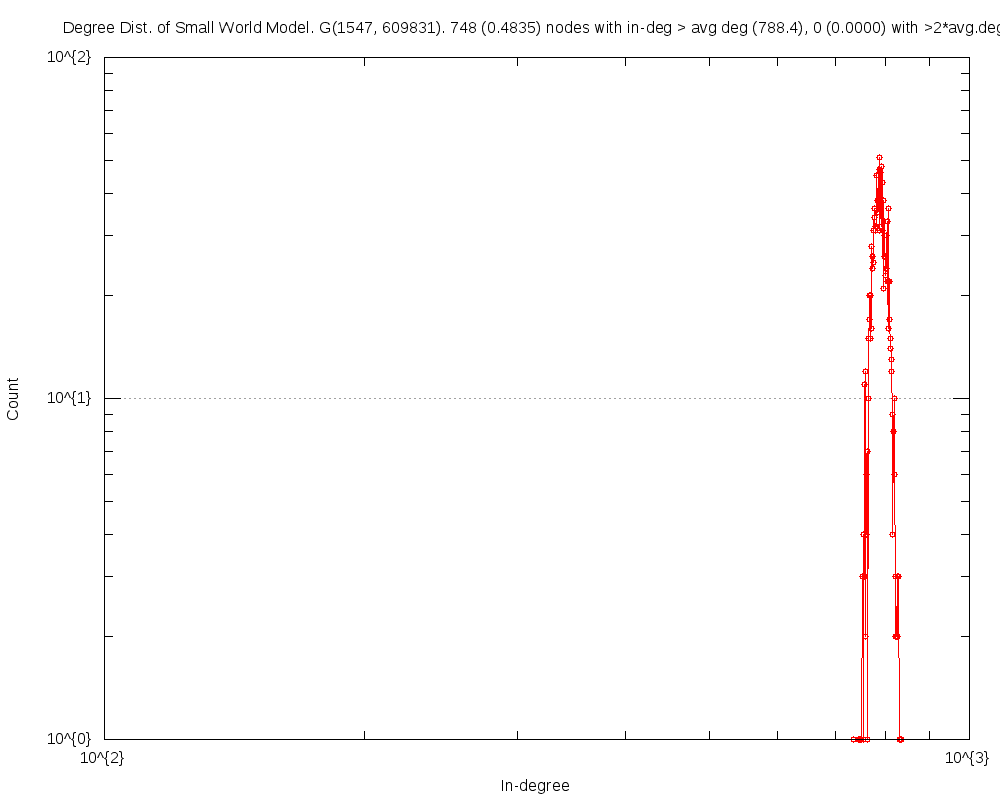 Degree Dist. of Small World Model. G(1547, 609831). 748 (0.4835) nodes with in-deg > avg deg (788.4), 0 (0.0000) with >2*avg.deg
10^{2}
10^{1}
10^{0}
Count
10^{2}
10^{3}
In-degree